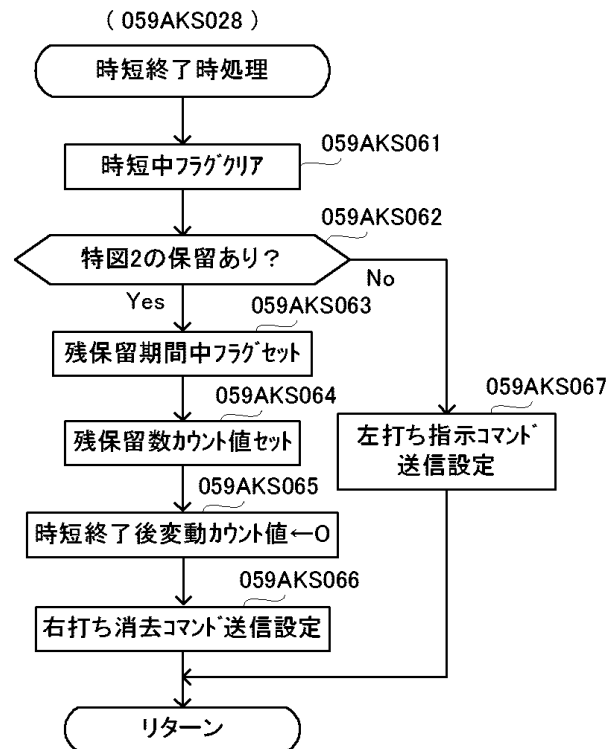 ( 059AKS028 )
時短終了時処理
059AKS061
時短中フラグクリア
059AKS062
特図2の保留あり？
Yes
No
059AKS063
残保留期間中フラグセット
059AKS064
残保留数カウント値セット
059AKS065
時短終了後変動カウント値←0
059AKS066
右打ち消去コマンド送信設定
059AKS067
左打ち指示コマンド
送信設定
リターン